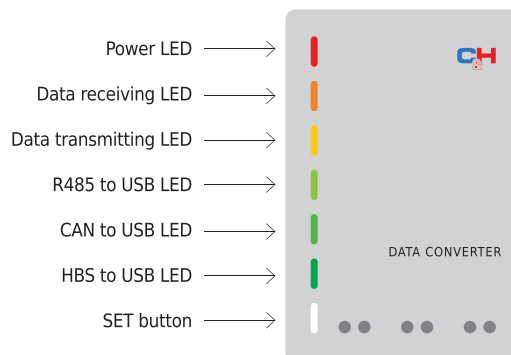 Power LED
C&H
Data receiving LED
Data transmitting LED
R485 to USB LED
CAN to USB LED
DATA CONVERTER
HBS to USB LED
SET button